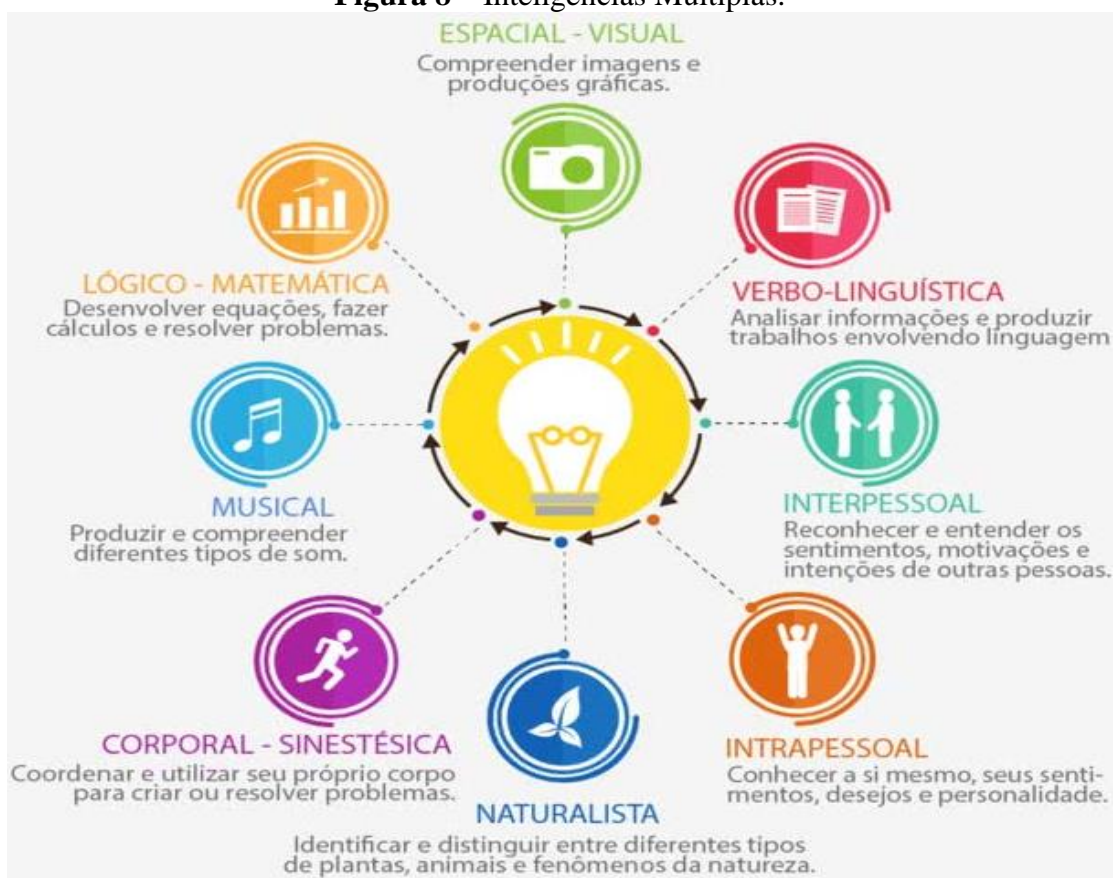 Figura 8 – Inteligências Múltiplas.
ESPACIAL - VISUAL
Compreender imagens e
produções gráficas.
VERBO-LINGUÍSTICA
Analisar informações e produzir
trabalhos envolvendo linguagem
INTERPESSOAL
Reconhecer e entender os
sentimentos, motivações e
intenções de outras pessoas.
INTRAPESSOAL
Conhecer a si mesmo, seus senti-
mentos, desejos e personalidade.
NATURALISTA
Identificar e distinguir entre diferentes tipos
de plantas, animais e fenômenos da natureza.
CORPORAL - SINESTÉSICA
Coordenar e utilizar seu próprio corpo
para criar ou resolver problemas.
MUSICAL
Produzir e compreender
diferentes tipos de som.
LÓGICO - MATEMÁTICA
Desenvolver equações, fazer
cálculos e resolver problemas.